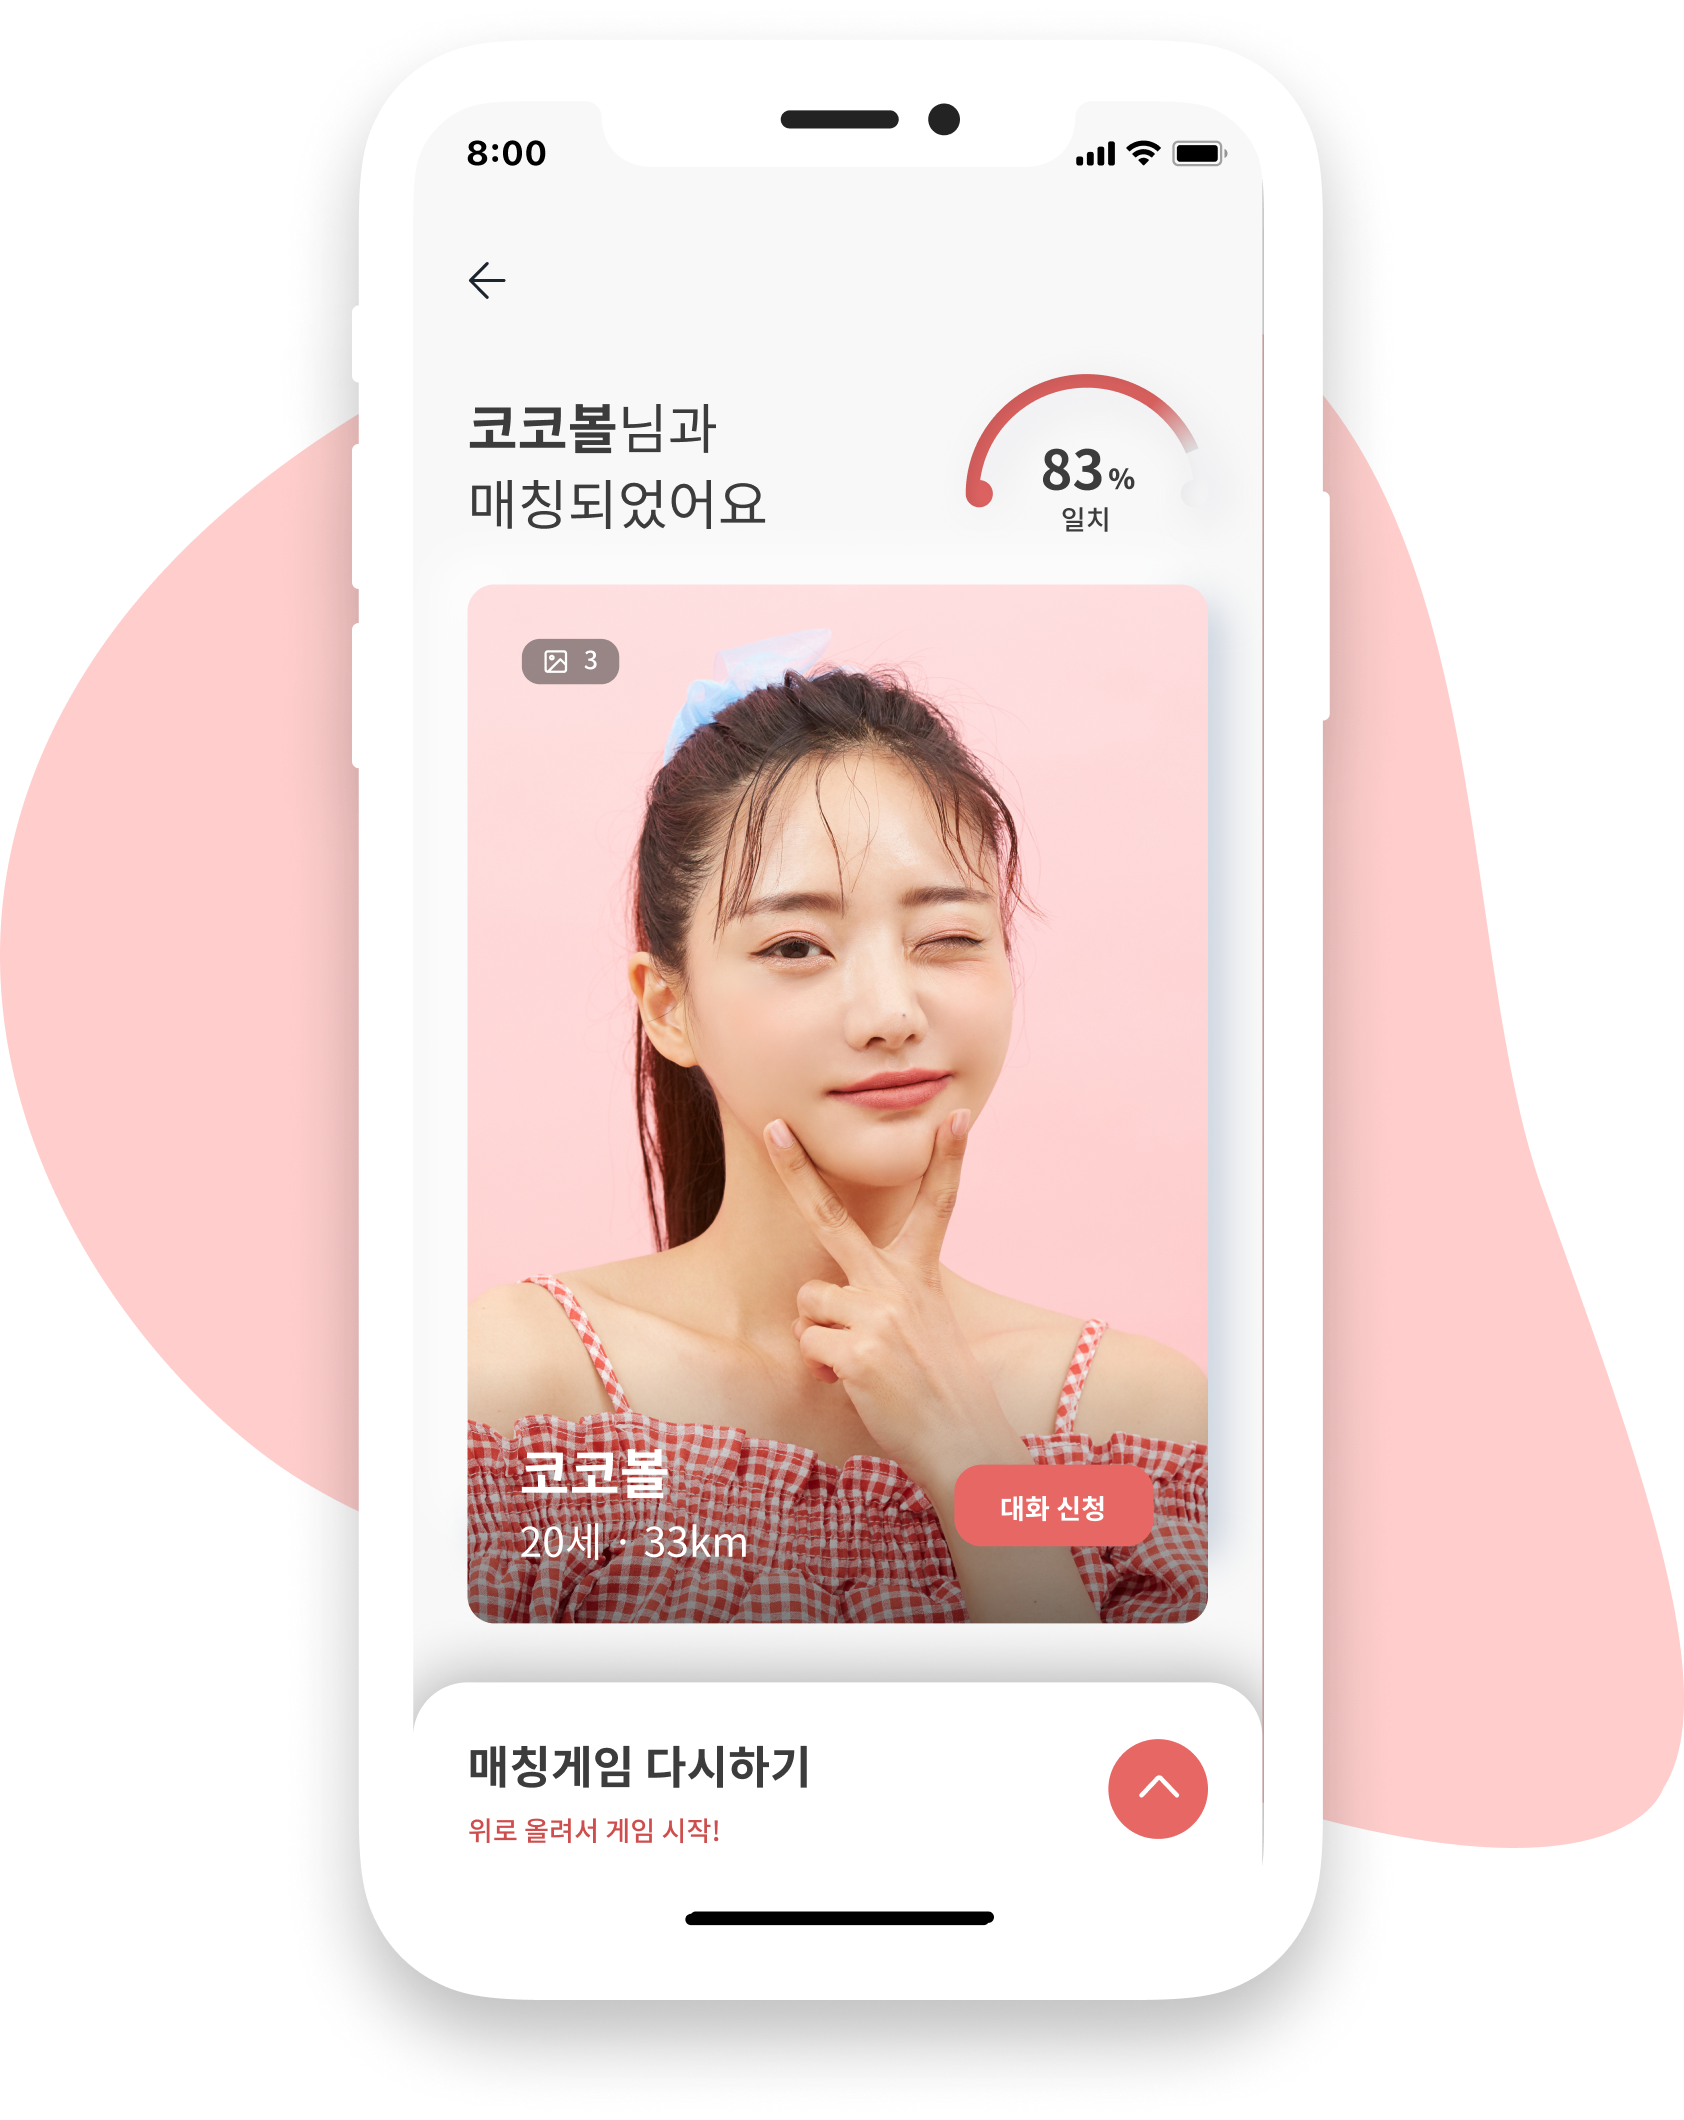 8:00
코코볼님과
매칭되었어요
83%
일치
3
코코볼
20세 · 33km
대화 신청
매칭게임 다시하기
위로 올려서 게임 시작!